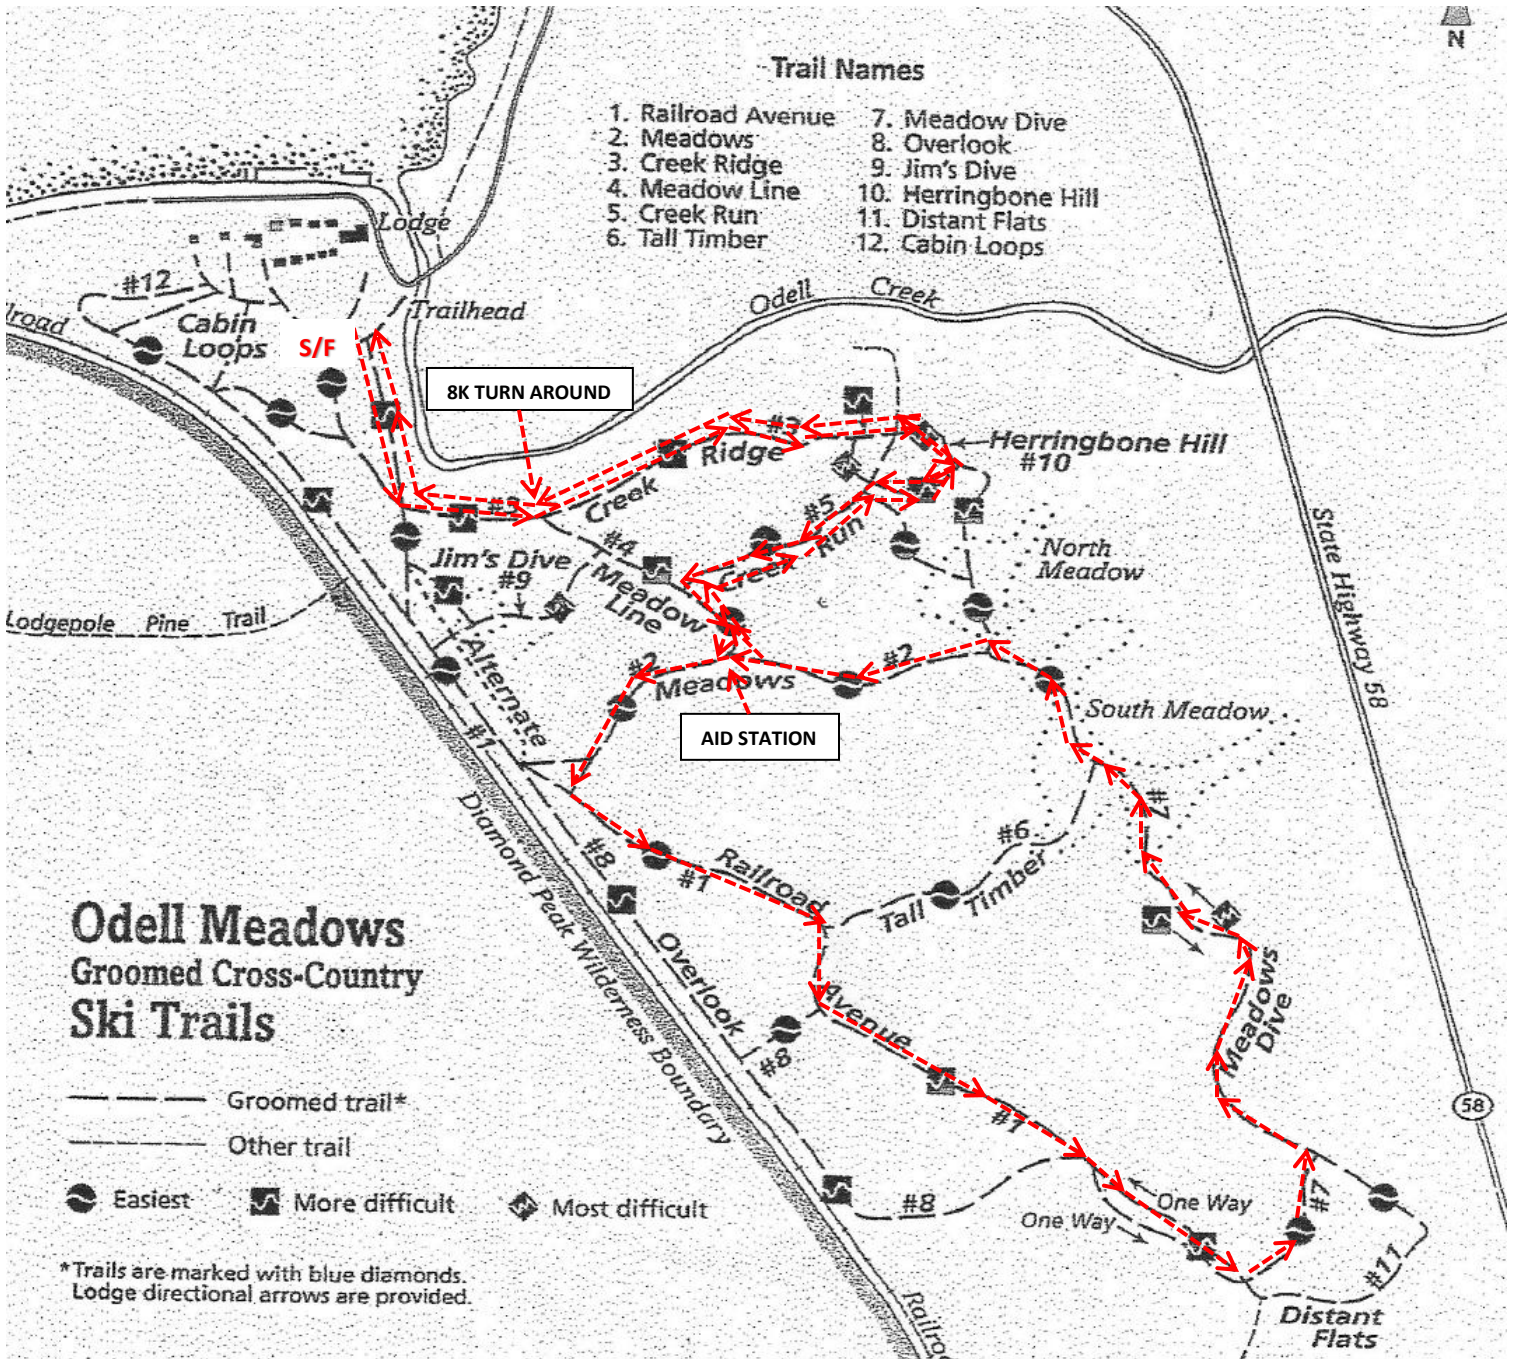 N
Trail Names
1. Railroad Avenue
2. Meadows
3. Creek Ridge
4. Meadow Line
5. Creek Run
6. Tall Timber
7. Meadow Dive
8. Overlook
9. Jim's Dive
10. Herringbone Hill
11. Distant Flats
12. Cabin Loops
Lodge
#12
Trailhead
Odell Creek
lroad
Cabin
Loops
S/F
8K TURN AROUND
#3
Ridge
Creek
Herringbone Hill
#10
#3
#5
Creek Run
#4
Jim's Dive
#9
Meadow
Line
North
Meadow
State Highway 58
Lodgepole Pine Trail
Alternate
#2
Meadows
#2
South Meadow
AID STATION
#1
#7
Diamond Peak Wilderness Boundary
#8
#1
Railroad
#6
Tall Timber
Odell Meadows
Groomed Cross-Country
Ski Trails
Overlook
Avenue
#8
Meadows
Dive
#1
58
Groomed trail*
Other trail
Easiest
More difficult
Most difficult
#8
One Way
One Way
#7
#11
*Trails are marked with blue diamonds.
Lodge directional arrows are provided.
Distant
Flats
Railro